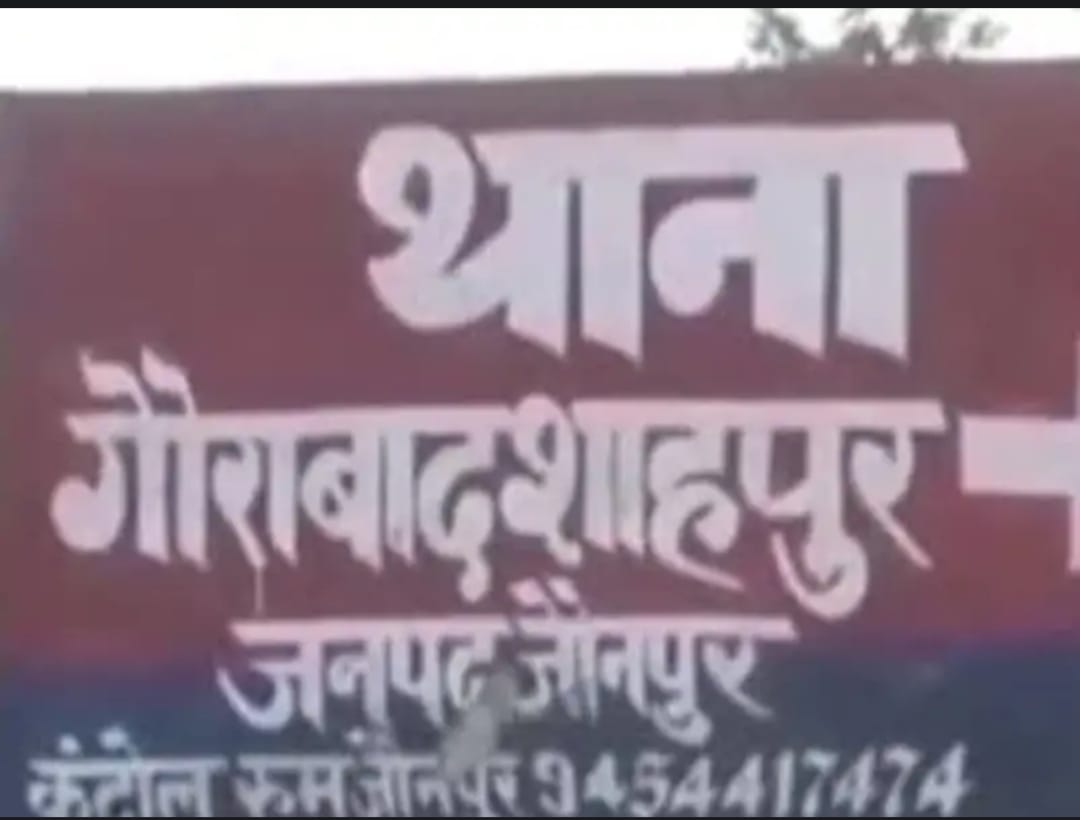 थाना
गौराबादशाहपुर
जनपद जौनपुर
कंट्रोल रूम जौनपुर 9454417474